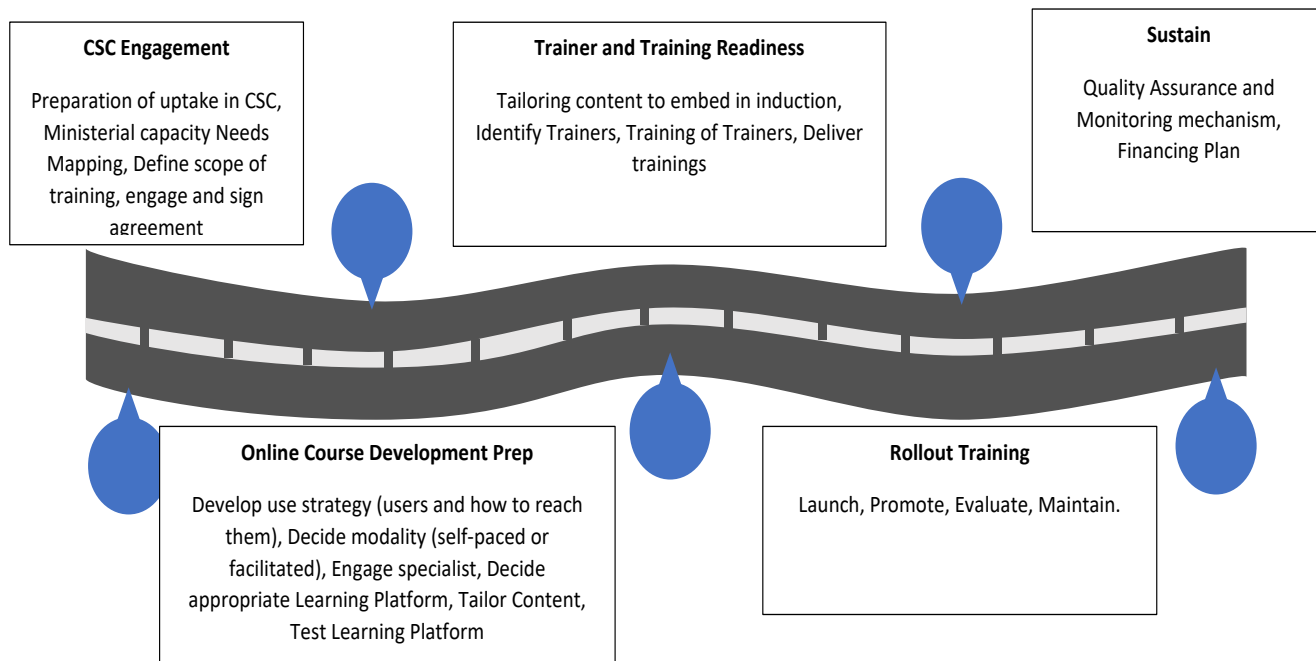 CSC Engagement
Preparation of uptake in CSC,
Ministerial capacity Needs
Mapping, Define scope of
training, engage and sign
agreement
Trainer and Training Readiness
Tailoring content to embed in induction,
Identify Trainers, Training of Trainers, Deliver
trainings
Sustain
Quality Assurance and
Monitoring mechanism,
Financing Plan
Online Course Development Prep
Develop use strategy (users and how to reach
them), Decide modality (self-paced or
facilitated), Engage specialist, Decide
appropriate Learning Platform, Tailor Content,
Test Learning Platform
Rollout Training
Launch, Promote, Evaluate, Maintain.